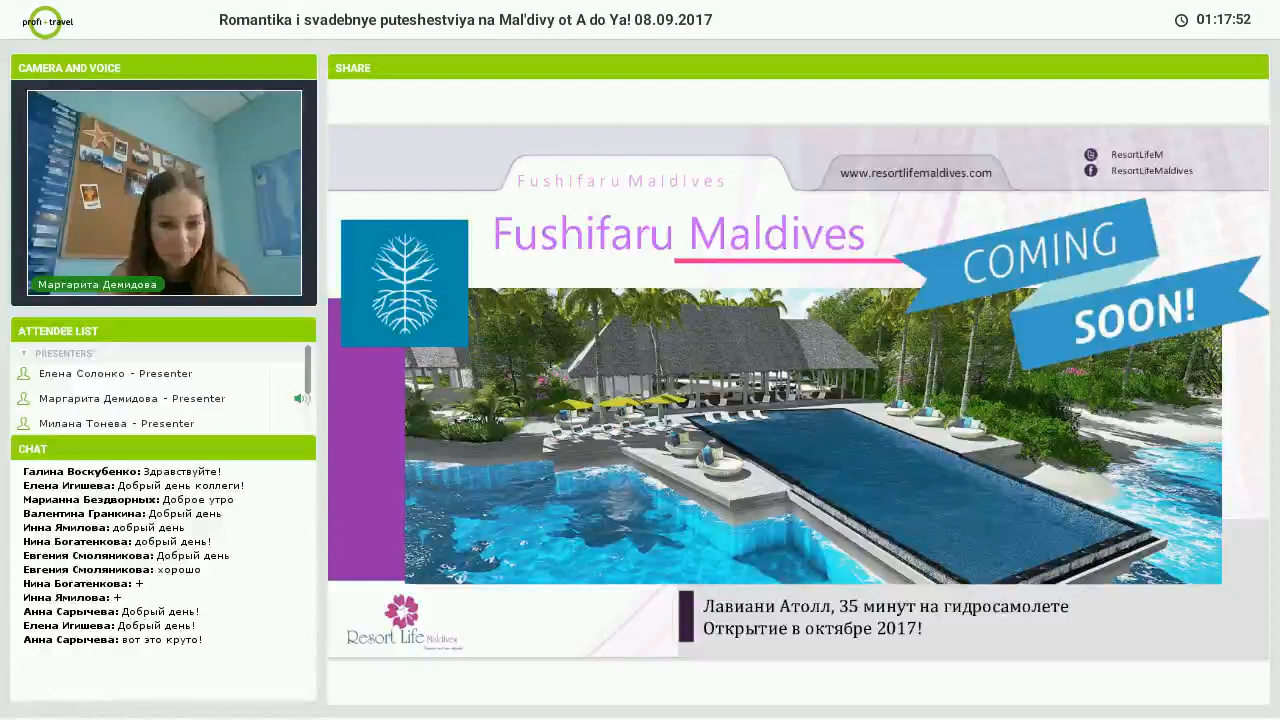 profi travel
Romantika i svadebnye puteshestviya na Mal'divy ot A do Ya! 08.09.2017
01:17:52
CAMERA AND VOICE
Маргарита Демидова
ATTENDEE LIST
PRESENTERS
Елена Солонко - Presenter
Маргарита Демидова - Presenter
Милана Тонева - Presenter
CHAT
Галина Воскубенко: Здравствуйте!
Елена Игишева: Добрый день коллеги!
Марианна Бездворных: Доброе утро
Валентина Гранкина: Добрый день
Инна Ямилова: добрый день
Нина Богатенкова: добрый день!
Евгения Смоляникова: Добрый день
Евгения Смоляникова: хорошо
Нина Богатенкова: +
Инна Ямилова: +
Анна Сарычева: Добрый день!
Елена Игишева: Добрый день!
Анна Сарычева: вот это круто!
SHARE
Fushifaru Maldives
www.resortlifemaldives.com
ResortLifeM
ResortLifeMaldives
Fushifaru Maldives
COMING
SOON!
Resort Life Maldives
Лавиани Атолл, 35 минут на гидросамолете
Открытие в октябре 2017!